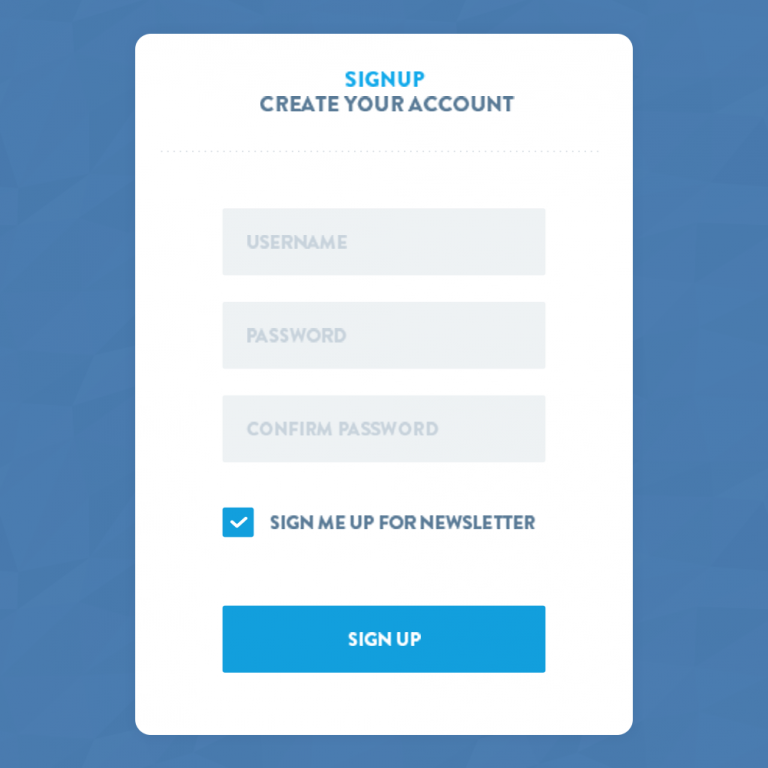 SIGNUP
CREATE YOUR ACCOUNT
USERNAME
PASSWORD
CONFIRM PASSWORD
SIGN ME UP FOR NEWSLETTER
SIGN UP